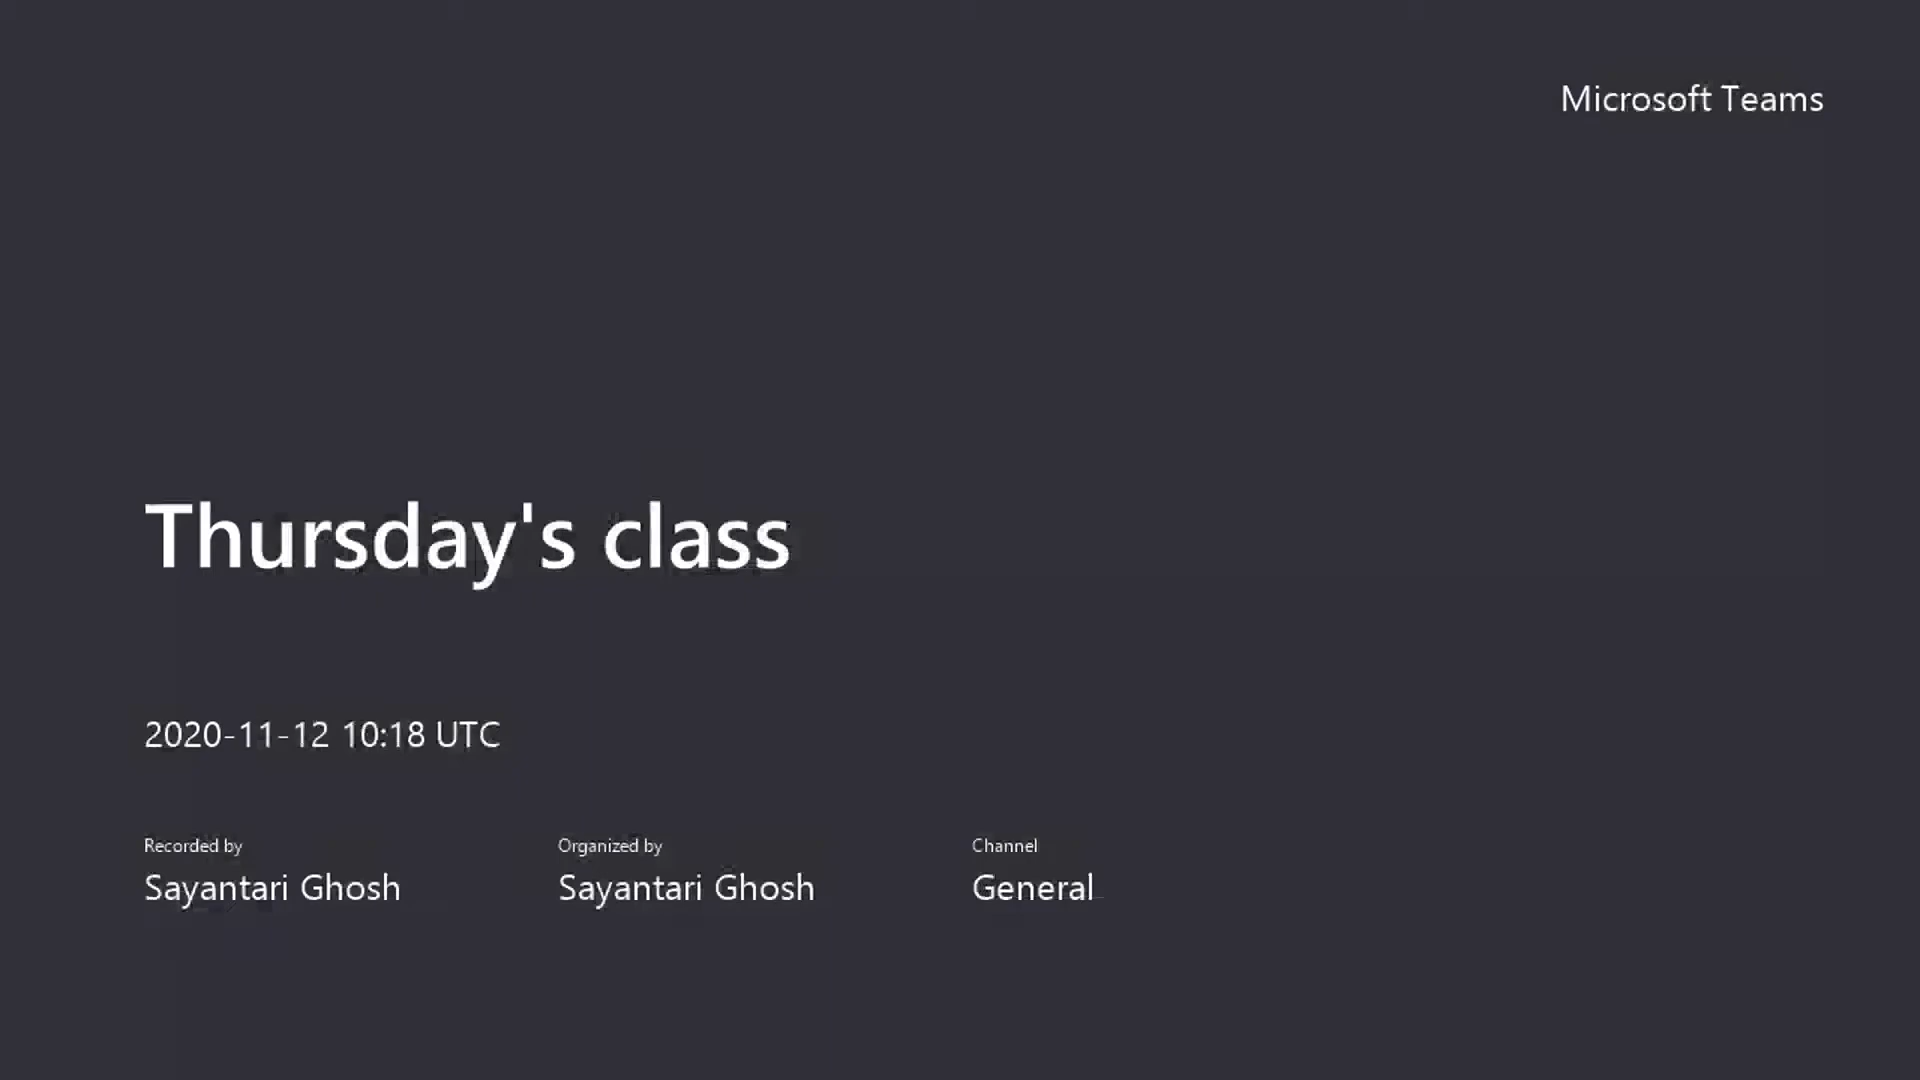 Microsoft Teams
Thursday's class
2020-11-12 10:18 UTC
Recorded by
Sayantari Ghosh
Organized by
Sayantari Ghosh
Channel
General